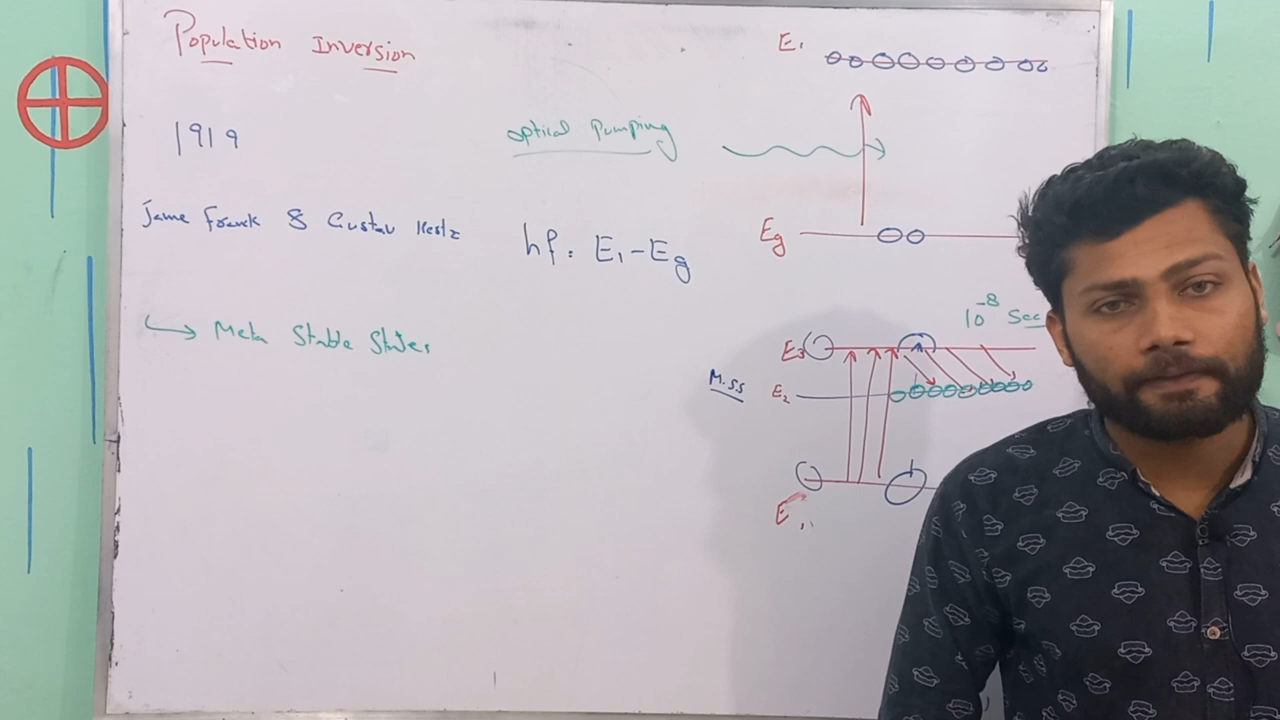 Population Inversion
1919
Jame Franck & Gustav Hertz
↳ Meta Stable States
optical Pumping
hf = E₁ - Eg
E₁
Eg
10⁻⁸ Sec
E₃
M.SS E₂
E₁